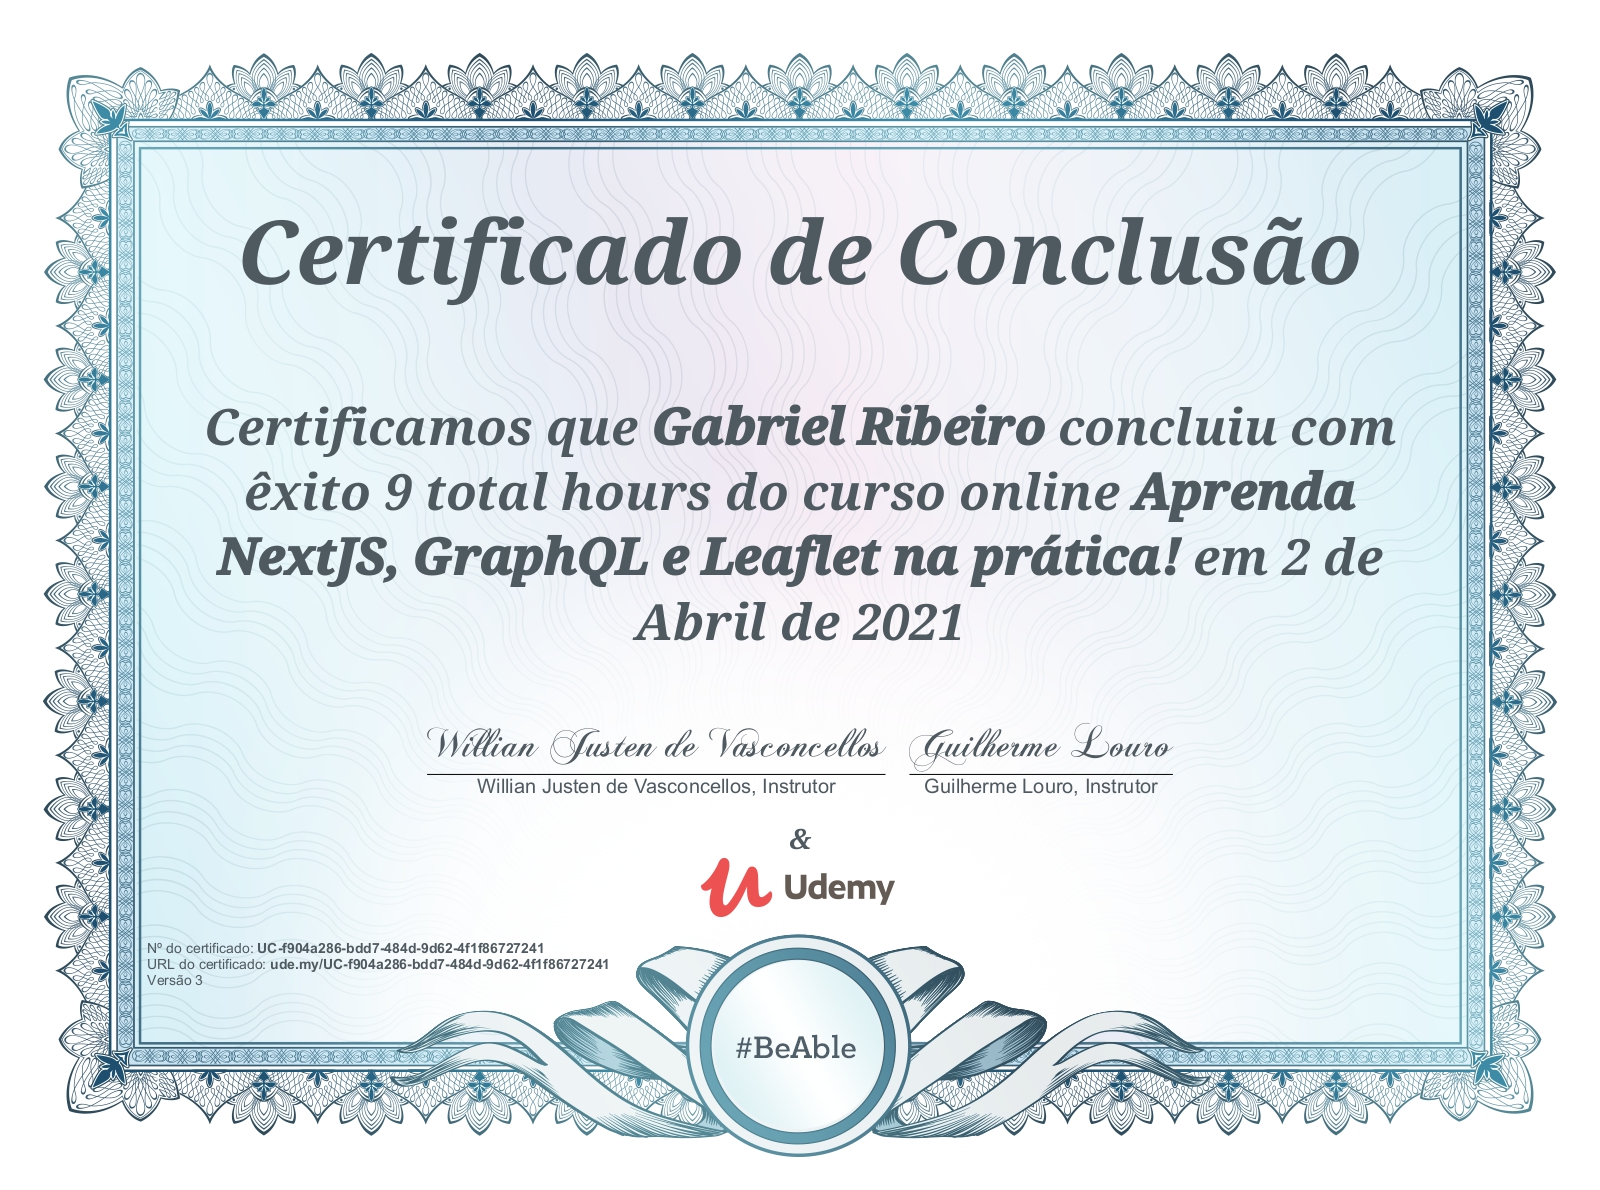 Certificado de Conclusão
Certificamos que Gabriel Ribeiro concluiu com
êxito 9 total hours do curso online Aprenda
NextJS, GraphQL e Leaflet na prática! em 2 de
Abril de 2021
Willian Justen de Vasconcellos Guilherme Louro
Willian Justen de Vasconcellos, Instrutor Guilherme Louro, Instrutor
&
Udemy
Nº do certificado: UC-f904a286-bdd7-484d-9d62-4f1f86727241
URL do certificado: ude.my/UC-f904a286-bdd7-484d-9d62-4f1f86727241
Versão 3
#BeAble